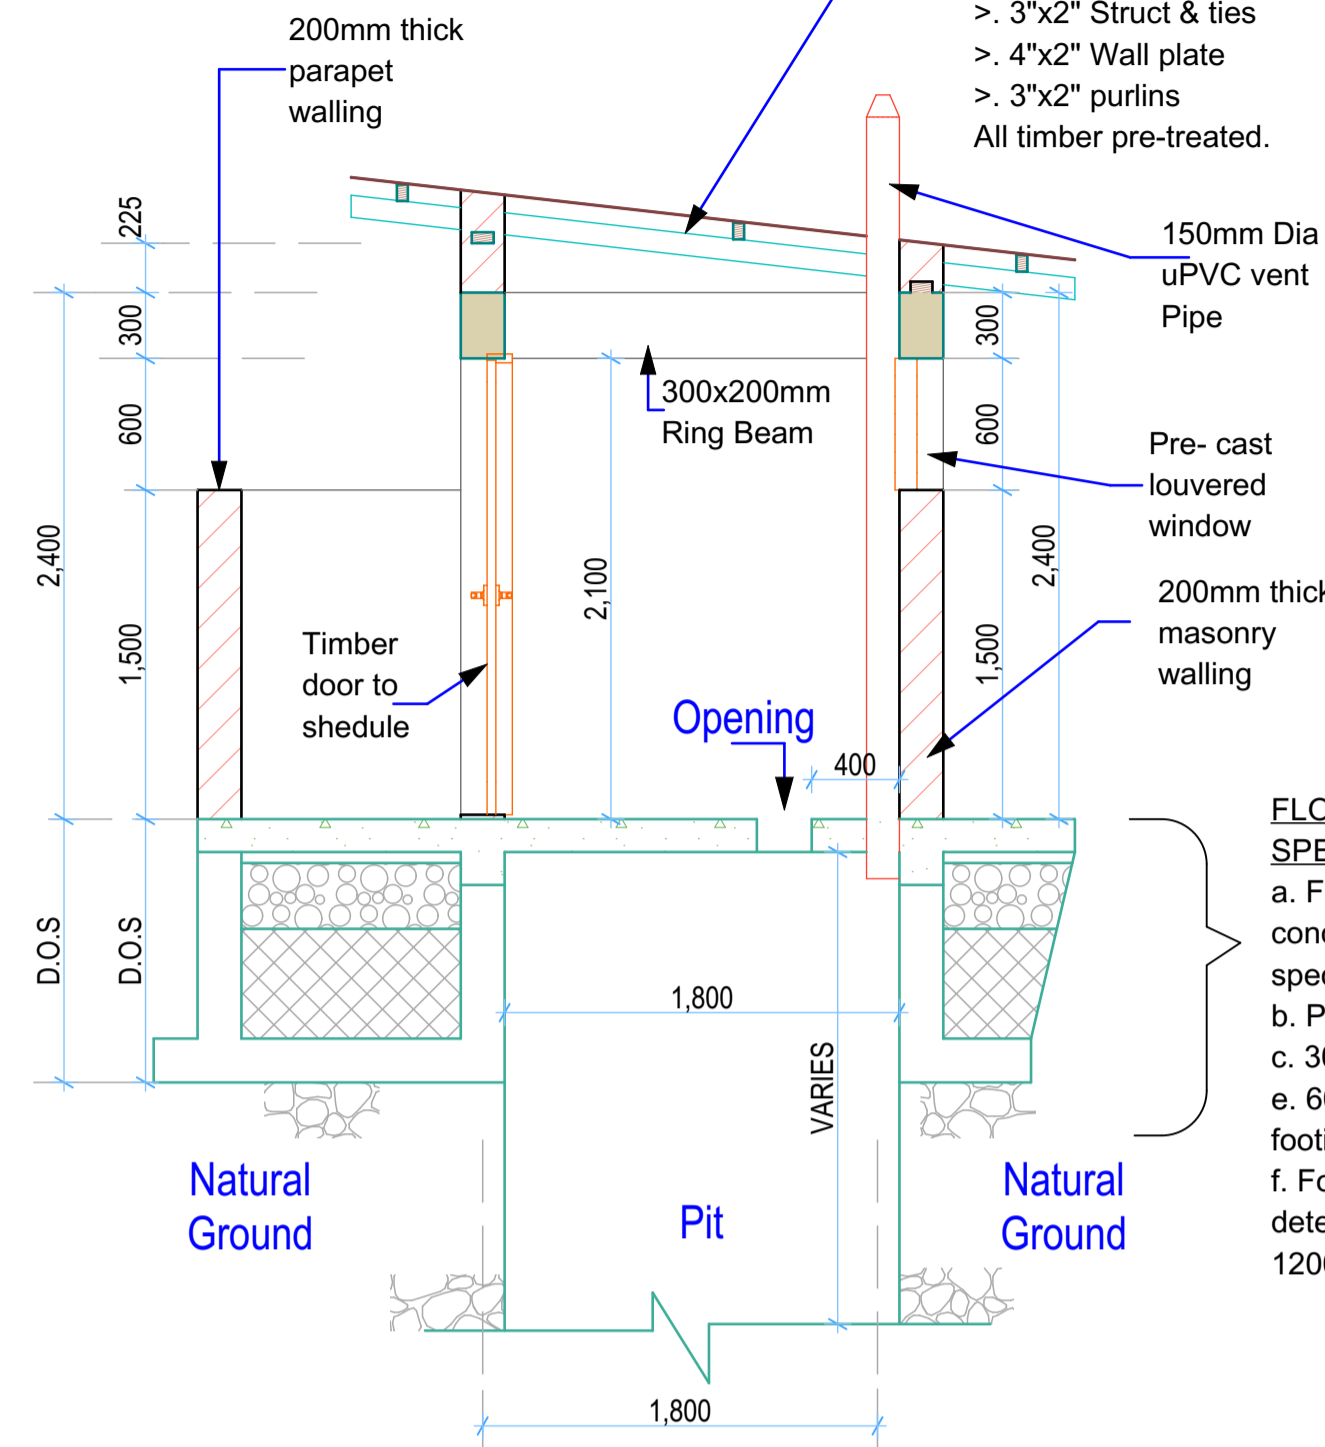 >. 3"x2" Struct & ties
>. 4"x2" Wall plate
>. 3"x2" purlins
All timber pre-treated.
200mm thick
parapet
walling
150mm Dia
uPVC vent
Pipe
225
300
600
1,500
2,400
D.O.S
D.O.S
300x200mm
Ring Beam
2,100
300
600
1,500
2,400
Pre- cast
louvered
window
200mm thick
masonry
walling
Timber
door to
shedule
Opening
400
1,800
VARIES
Natural
Ground
Pit
Natural
Ground
1,800
a.
b.
c.
e.
f.